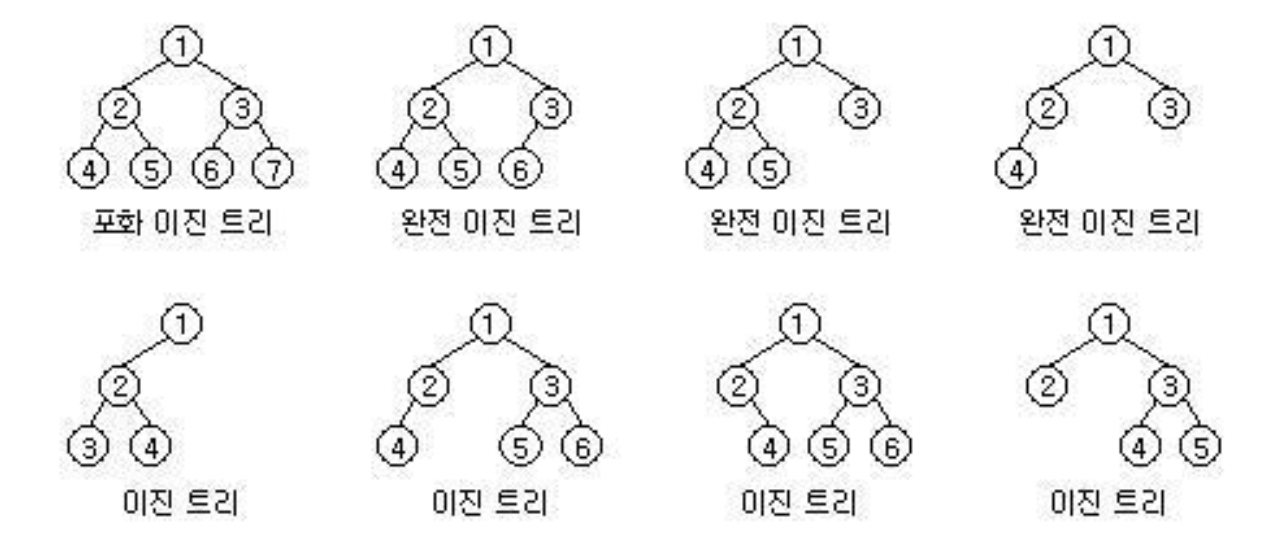 1 1 1 1
2 3 2 3 2 3 2 3
4 5 6 7 4 5 6 4 5 4
포화 이진 트리 완전 이진 트리 완전 이진 트리 완전 이진 트리
1 1 1 1
2 2 3 2 3 2 3
3 4 4 5 6 4 5 6 4 5
이진 트리 이진 트리 이진 트리 이진 트리